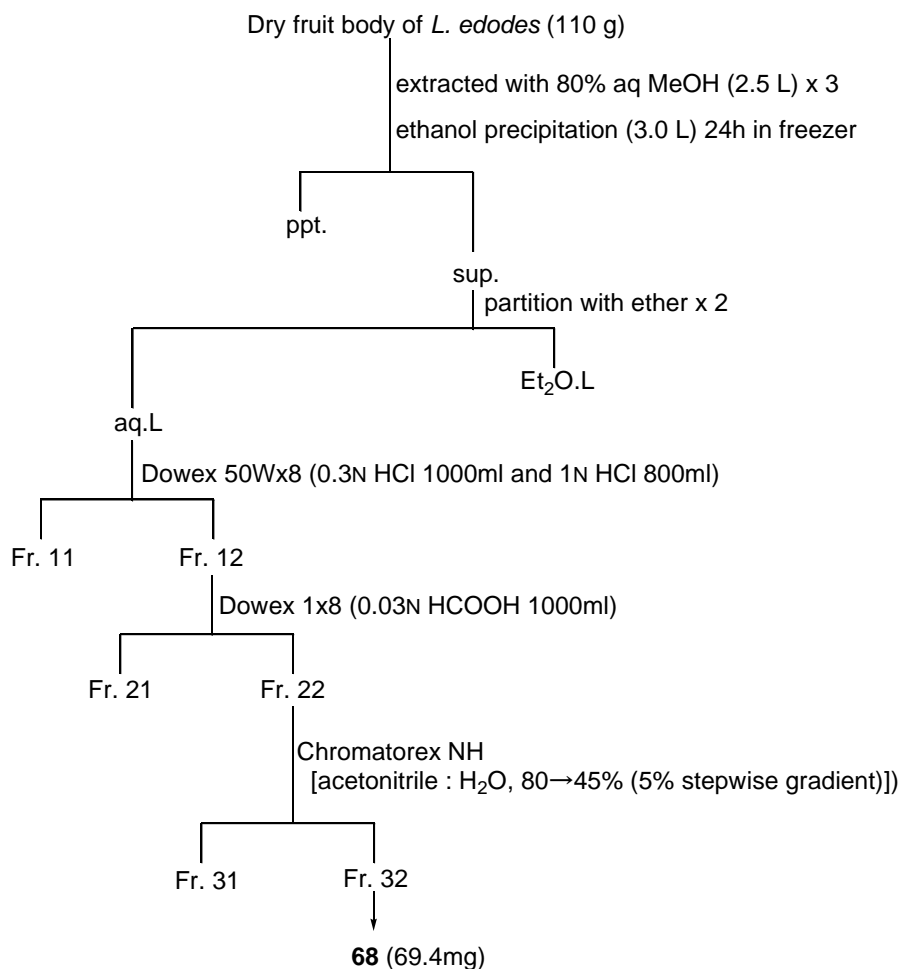 Dry fruit body of L. edodes (110 g)
extracted with 80% aq MeOH (2.5 L) x 3
ethanol precipitation (3.0 L) 24h in freezer
ppt.
sup.
partition with ether x 2
Et₂O.L
aq.L
Dowex 50Wx8 (0.3N HCl 1000ml and 1N HCl 800ml)
Fr. 11
Fr. 12
Dowex 1x8 (0.03N HCOOH 1000ml)
Fr. 21
Fr. 22
Chromatorex NH
[acetonitrile : H₂O, 80→45% (5% stepwise gradient)])
Fr. 31
Fr. 32
68 (69.4mg)